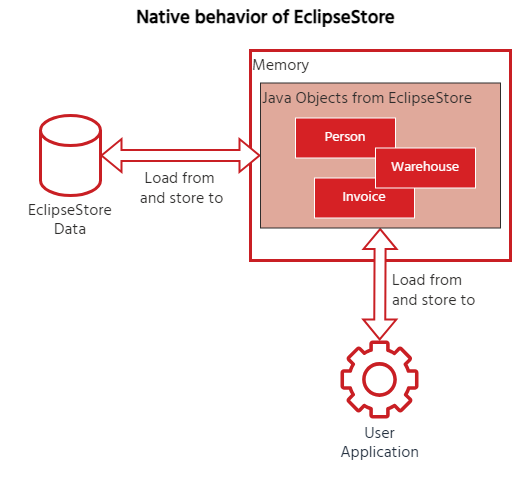 Native behavior of EclipseStore
Memory
Java Objects from EclipseStore
Person
Warehouse
Invoice
Load from
and store to
EclipseStore
Data
Load from
and store to
User
Application